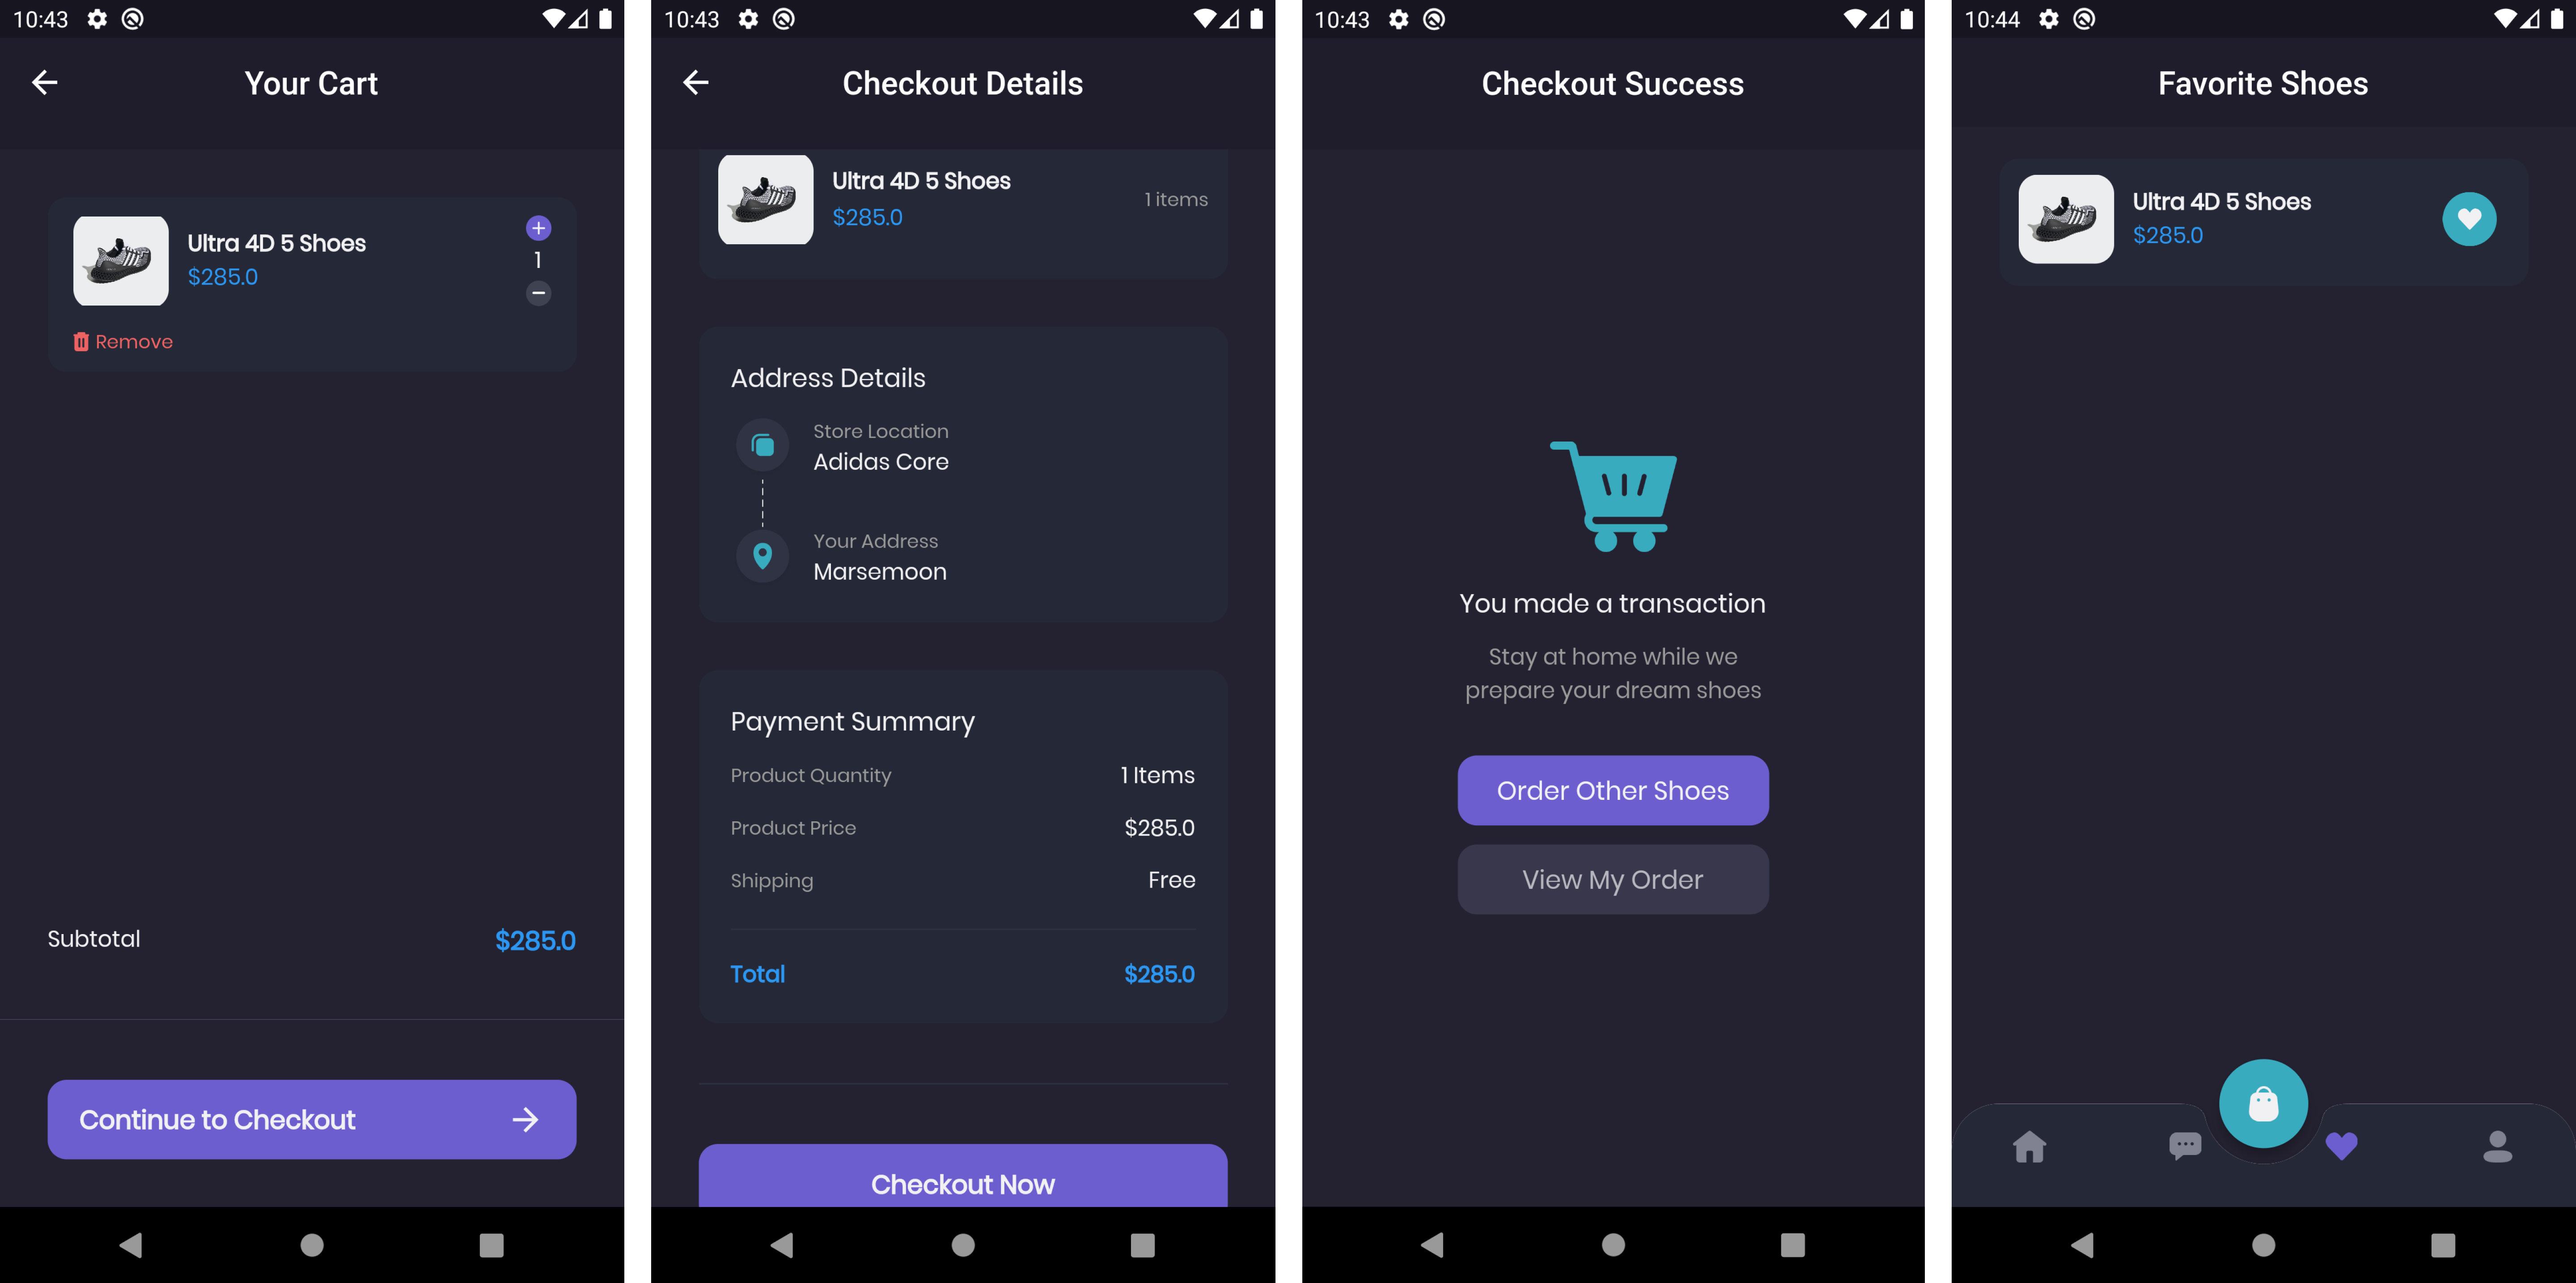 10:43
Your Cart
Ultra 4D 5 Shoes
$285.0
1
Remove
Subtotal
$285.0
Continue to Checkout
10:43
Checkout Details
Ultra 4D 5 Shoes
$285.0
1 items
Address Details
Store Location
Adidas Core
Your Address
Marsemoon
Payment Summary
Product Quantity
1 Items
Product Price
$285.0
Shipping
Free
Total
$285.0
Checkout Now
10:43
Checkout Success
You made a transaction
Stay at home while we
prepare your dream shoes
Order Other Shoes
View My Order
10:44
Favorite Shoes
Ultra 4D 5 Shoes
$285.0